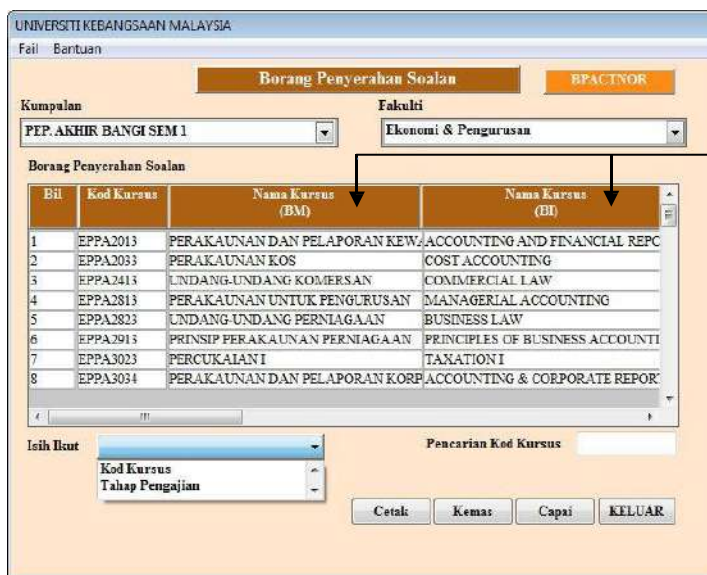 UNIVERSITI KEBANGSAAN MALAYSIA
Fail Bantuan
Borang Penyerahan Soalan
BPACTNOR
Kumpulan Fakulti
PEP. AKHIR BANGI SEM 1 Ekonomi & Pengurusan
Borang Penyerahan Soalan
Bil Kod Kursus Nama Kursus (BM) Nama Kursus (BI)
1 EPPA2013 PERAKAUNAN DAN PELAPORAN KEWA ACCOUNTING AND FINANCIAL REPO
2 EPPA2033 PERAKAUNAN KOS COST ACCOUNTING
3 EPPA2413 UNDANG-UNDANG KOMERSAN COMMERCIAL LAW
4 EPPA2813 PERAKAUNAN UNTUK PENGURUSAN MANAGERIAL ACCOUNTING
5 EPPA2823 UNDANG-UNDANG PERNIAGAAN BUSINESS LAW
6 EPPA2913 PRINSIP PERAKAUNAN PERNIAGAAN PRINCIPLES OF BUSINESS ACCOUNTI
7 EPPA3023 PERCUKAIAN I TAXATION I
8 EPPA3034 PERAKAUNAN DAN PELAPORAN KORP ACCOUNTING & CORPORATE REPORT
Isih Ikut Pencarian Kod Kursus
Kod Kursus
Tahap Pengajian
Cetak Kemas Capai KELUAR